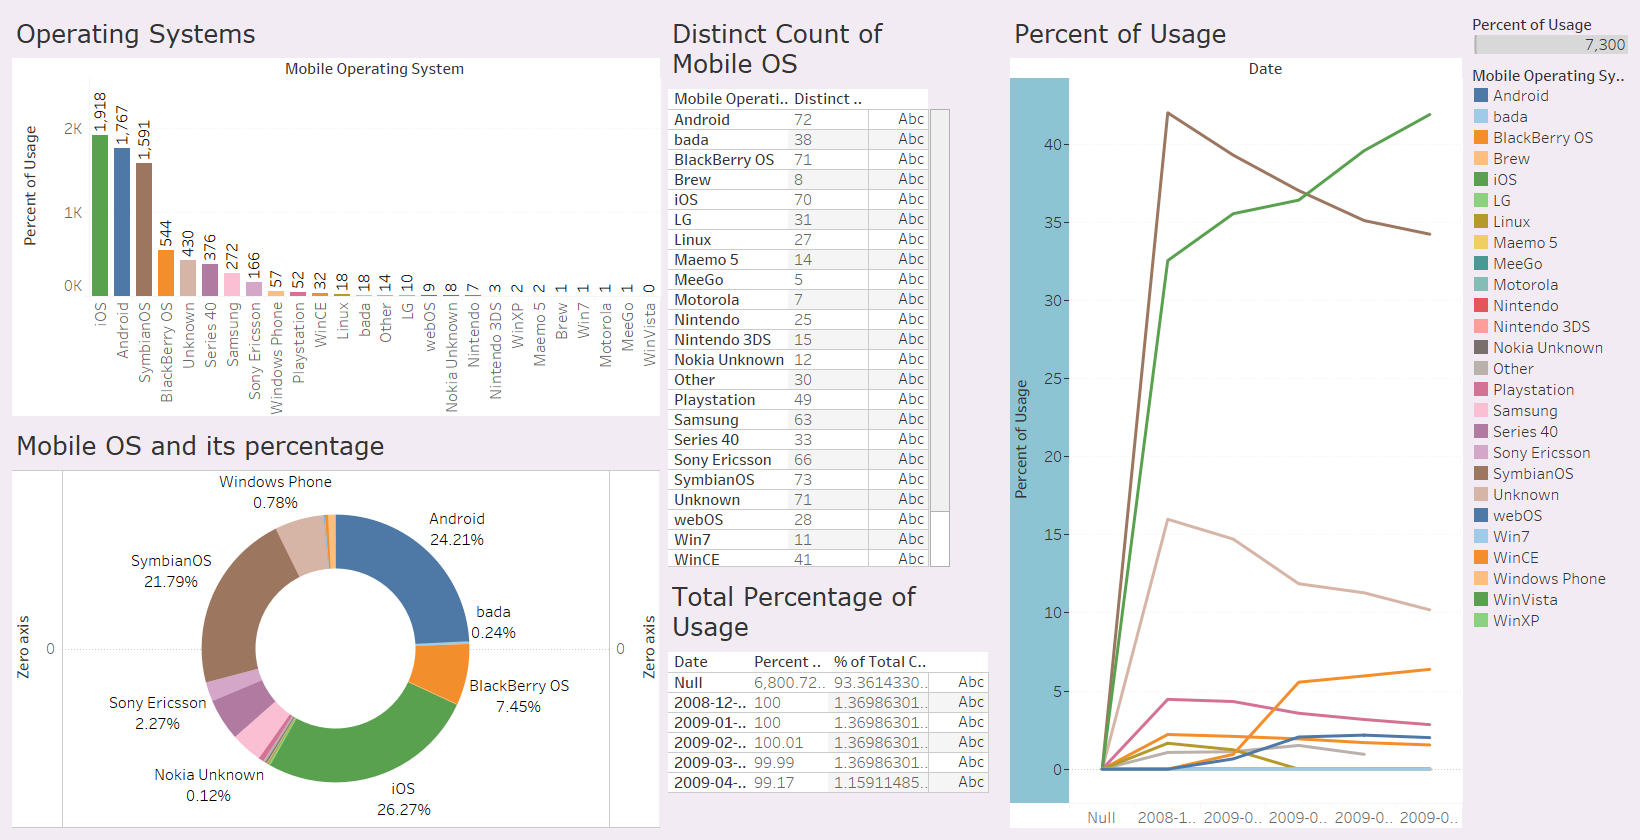 Operating Systems
Mobile Operating System
Percent of Usage
2K
1K
0K
1,918
1,767
1,591
544
430
376
272
166
57
52
32
18
18
14
10
9
8
7
3
2
2
1
1
1
1
0
iOS
Android
SymbianOS
BlackBerry OS
Unknown
Series 40
Samsung
Sony Ericsson
Windows Phone
Playstation
WinCE
Linux
bada
Other
LG
webOS
Nokia Unknown
Nintendo
Nintendo 3DS
WinXP
Maemo 5
Brew
Win7
Motorola
MeeGo
WinVista
Mobile OS and its percentage
Zero axis
0
Windows Phone
0.78%
Android
24.21%
SymbianOS
21.79%
bada
0.24%
BlackBerry OS
7.45%
Sony Ericsson
2.27%
Nokia Unknown
0.12%
iOS
26.27%
0
Zero axis
Distinct Count of
Mobile OS
Mobile Operati.. Distinct ..
Android 72 Abc
bada 38 Abc
BlackBerry OS 71 Abc
Brew 8 Abc
iOS 70 Abc
LG 31 Abc
Linux 27 Abc
Maemo 5 14 Abc
MeeGo 5 Abc
Motorola 7 Abc
Nintendo 25 Abc
Nintendo 3DS 15 Abc
Nokia Unknown 12 Abc
Other 30 Abc
Playstation 49 Abc
Samsung 63 Abc
Series 40 33 Abc
Sony Ericsson 66 Abc
SymbianOS 73 Abc
Unknown 71 Abc
webOS 28 Abc
Win7 11 Abc
WinCE 41 Abc
Total Percentage of
Usage
Date Percent .. % of Total C..
Null 6,800.72.. 93.3614330.. Abc
2008-12-.. 100 1.36986301.. Abc
2009-01-.. 100 1.36986301.. Abc
2009-02-.. 100.01 1.36986301.. Abc
2009-03-.. 99.99 1.36986301.. Abc
2009-04-.. 99.17 1.15911485.. Abc
Percent of Usage
Date
Percent of Usage
40
35
30
25
20
15
10
5
0
Null 2008-1.. 2009-0.. 2009-0.. 2009-0.. 2009-0..
Percent of Usage
7,300
Mobile Operating Sy..
Android
bada
BlackBerry OS
Brew
iOS
LG
Linux
Maemo 5
MeeGo
Motorola
Nintendo
Nintendo 3DS
Nokia Unknown
Other
Playstation
Samsung
Series 40
Sony Ericsson
SymbianOS
Unknown
webOS
Win7
WinCE
Windows Phone
WinVista
WinXP